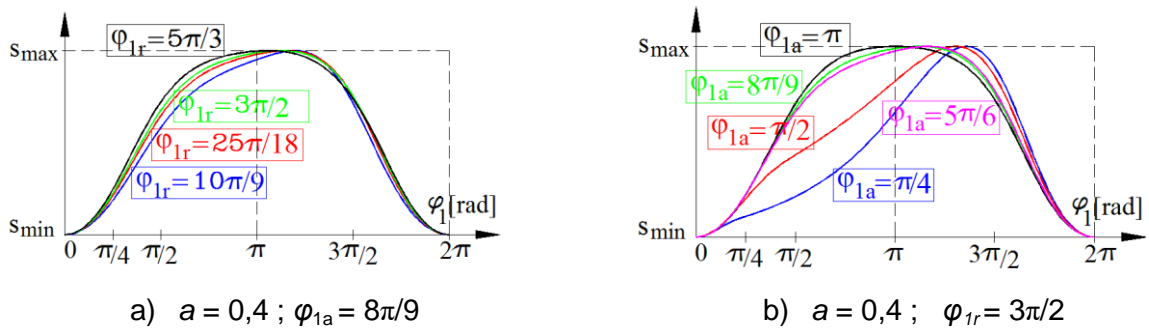 φ1r=5π/3
smax
φ1r=3π/2
φ1r=25π/18
φ1r=10π/9
smin
φ1[rad]
0 π/4 π/2 π 3π/2 2π
a) a = 0,4 ; φ1a = 8π/9
φ1a=π
smax
φ1a=8π/9
φ1a=π/2
φ1a=5π/6
φ1a=π/4
smin
φ1[rad]
0 π/4 π/2 π 3π/2 2π
b) a = 0,4 ; φ1r = 3π/2